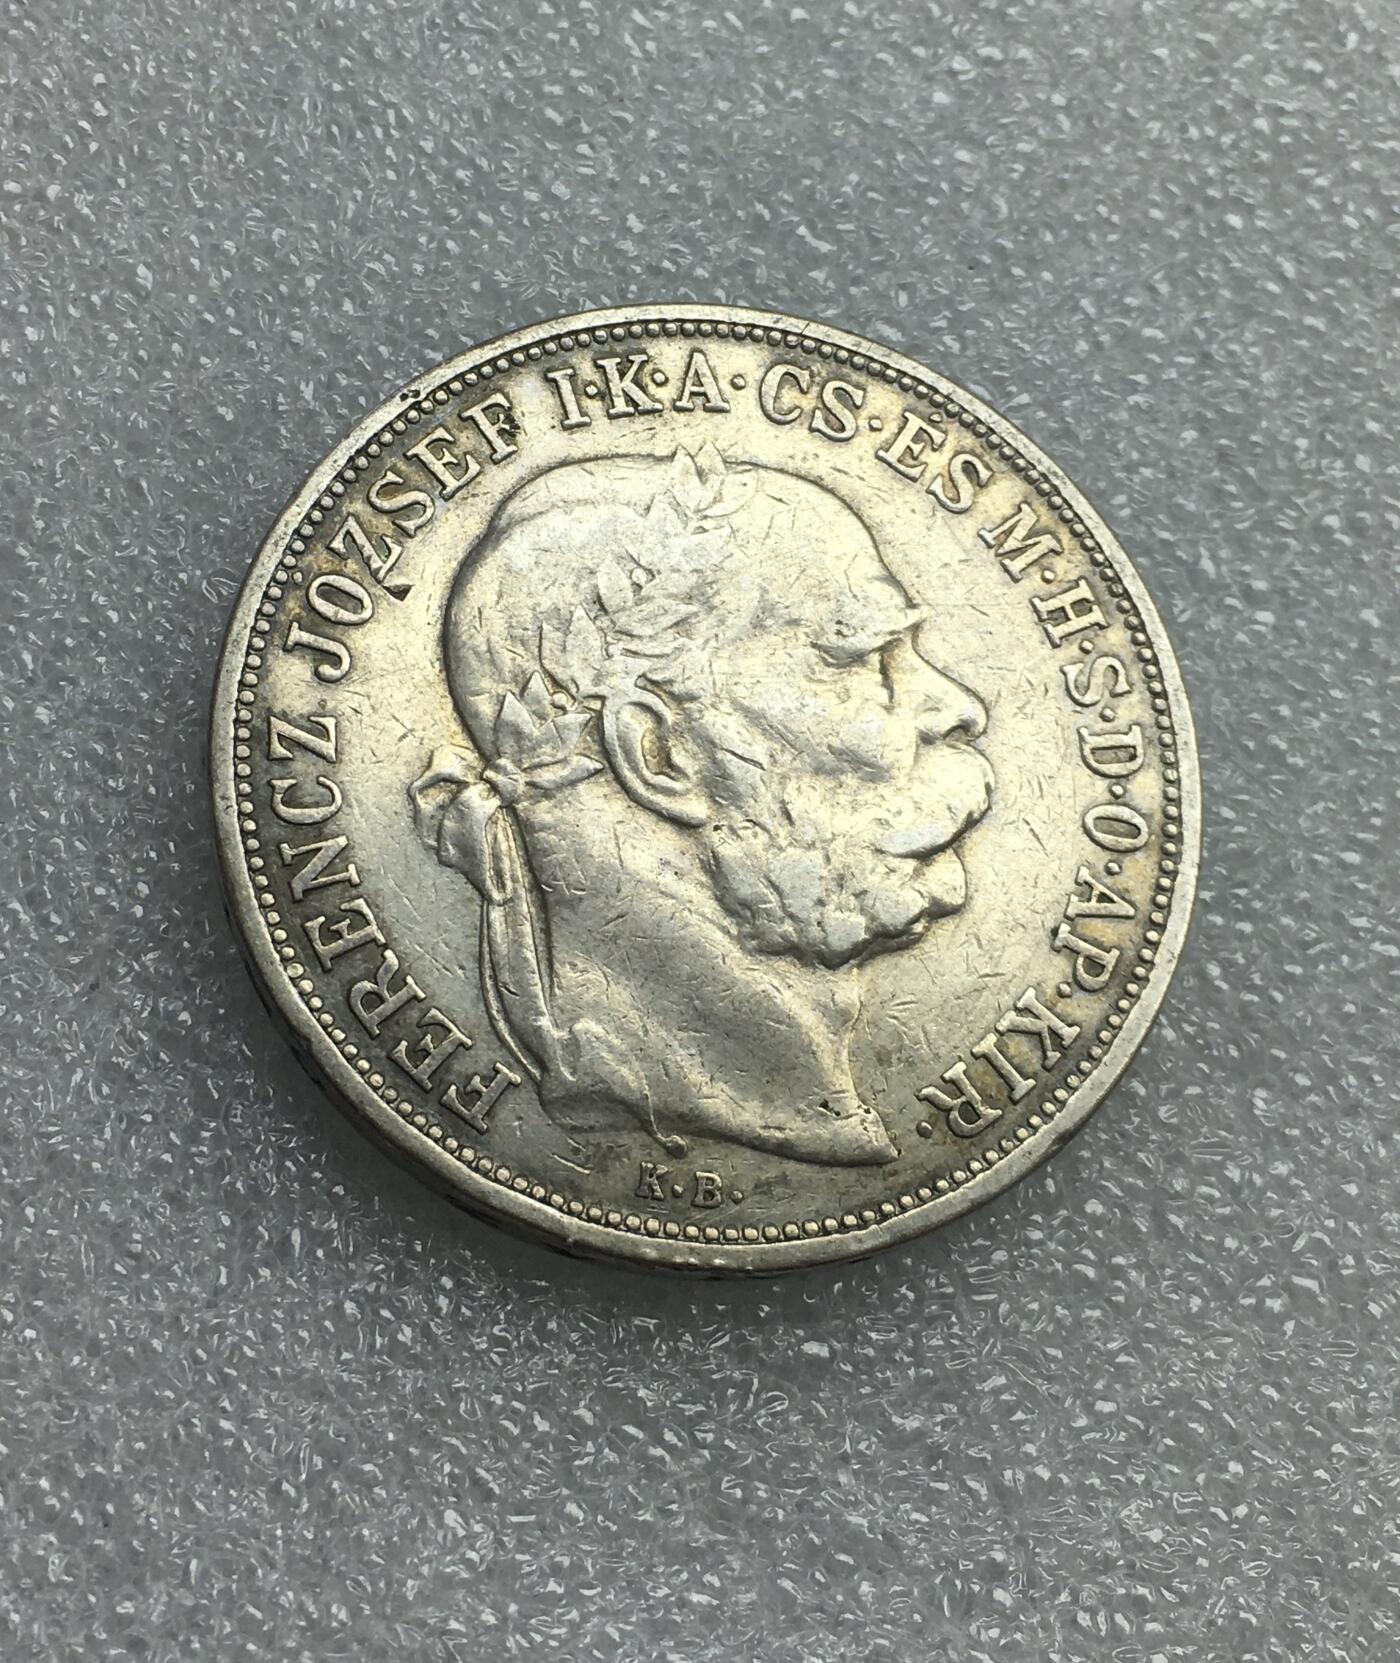 FERENCZ JÓZSEF I·K·A·CS·ÉS M·H·S·D·O·AP·KIR·
K·B·